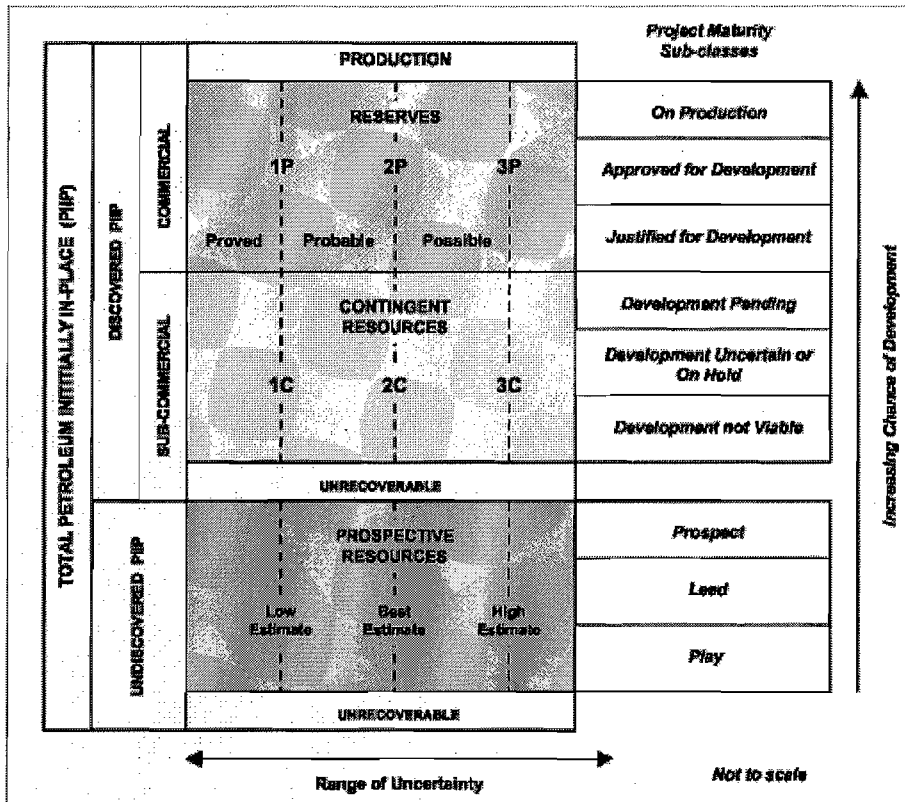 Project Maturity
Sub-classes
PRODUCTION
RESERVES
1P
2P
3P
Proved
Probable
Possible
On Production
Approved for Development
Justified for Development
CONTINGENT
RESOURCES
1C
2C
3C
Development Pending
Development Uncertain or
On Hold
Development not Viable
UNRECOVERABLE
PROSPECTIVE
RESOURCES
Low
Estimate
Best
Estimate
High
Estimate
Prospect
Lead
Play
UNRECOVERABLE
TOTAL PETROLEUM INITITIALLY IN-PLACE (PIIP)
DISCOVERED PIIP
UNDISCOVERED PIIP
COMMERCIAL
SUB-COMMERCIAL
Increasing Chance of Development
Range of Uncertainty
Not to scale